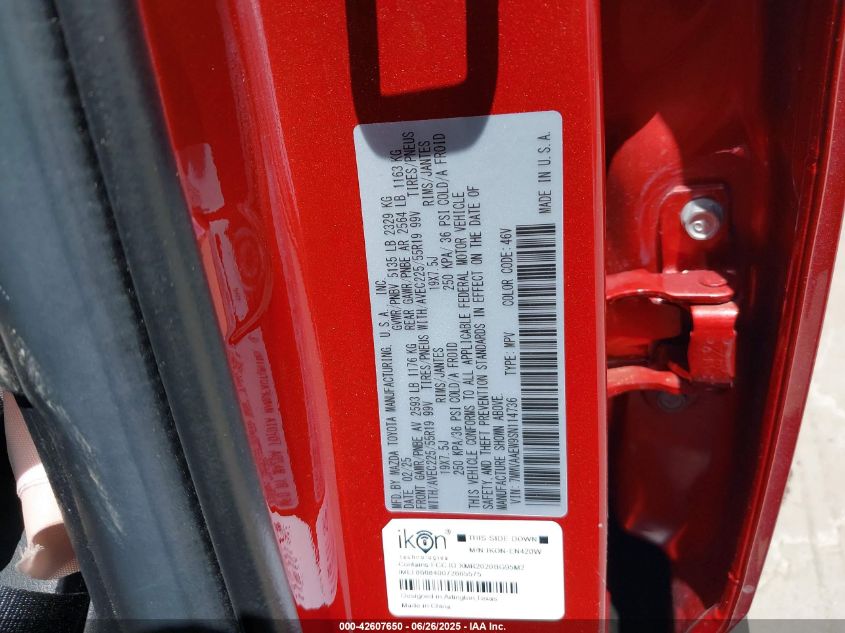 MFD.BY MAZDA TOYOTA MANUFACTURING, U.S.A. INC
DATE 02/25 GVWR/PNBV 5135 LB 2329 KG
FRONT GAWR/PNBE AV 2593 LB 1176 KG REAR GAWR/PNBE AR 2564 LB 1163 KG
WITH/AVEC225/55R19 99V TIRES/PNEUS WITH/AVEC225/55R19 99V TIRES/PNEUS
19X7.5J RIMS/JANTES 19X7.5J RIMS/JANTES
250 KPA/36 PSI COLD/A FROID 250 KPA/ 36 PSI COLD/A FROID
THIS VEHICLE CONFORMS TO ALL APPLICABLE FEDERAL MOTOR VEHICLE
SAFETY AND THEFT PREVENTION STANDARDS IN EFFECT ON THE DATE OF
MANUFACTURE SHOWN ABOVE.
VIN: 7MMVAAEW9SN114736 TYPE: MPV COLOR CODE: 46V
MADE IN U.S.A.
ikon®
technologies
THIS SIDE DOWN
M/N: IKON-LN420W
Contains FCC ID:XMR2020BG95M2
Designed in Arlington,Texas
Made in China
000-42607650 | 06/26/2025 - IAA Inc.